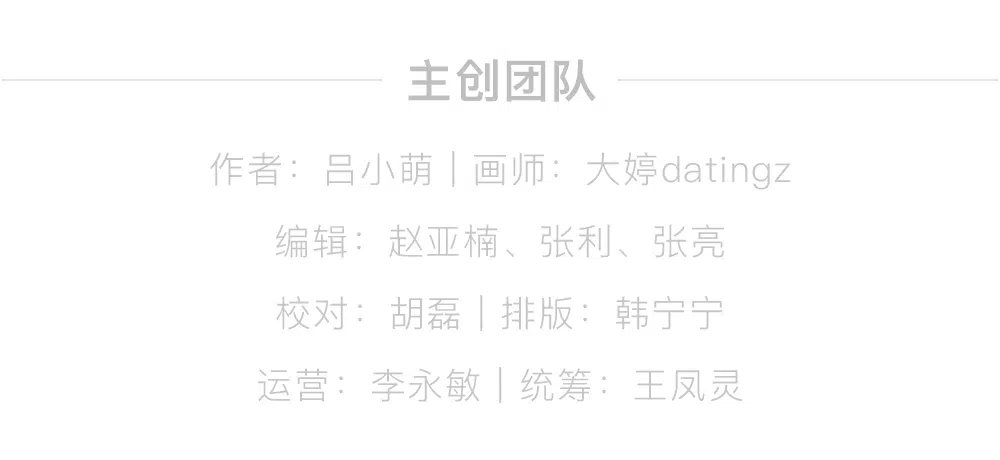 主创团队
作者：吕小萌 | 画师：大婷datingz
编辑：赵亚楠、张利、张亮
校对：胡磊 | 排版：韩宁宁
运营：李永敏 | 统筹：王凤灵